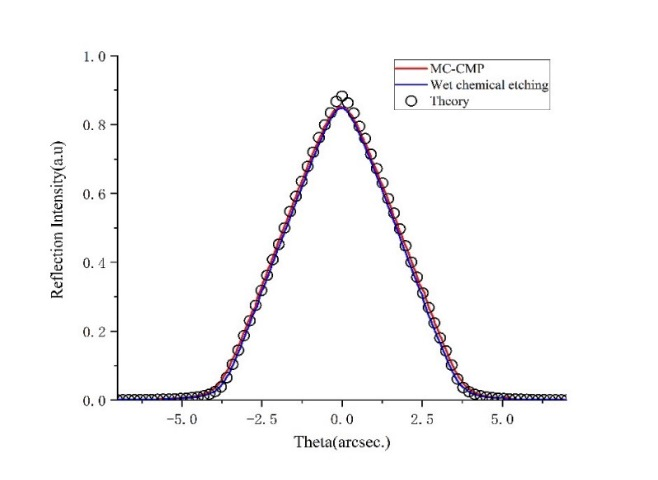 1.0
MC-CMP
Wet chemical etching
Theory
0.8
0.6
0.4
0.2
0.0
Reflection Intensity(a.u)
-5.0 -2.5 0.0 2.5 5.0
Theta(arcsec.)